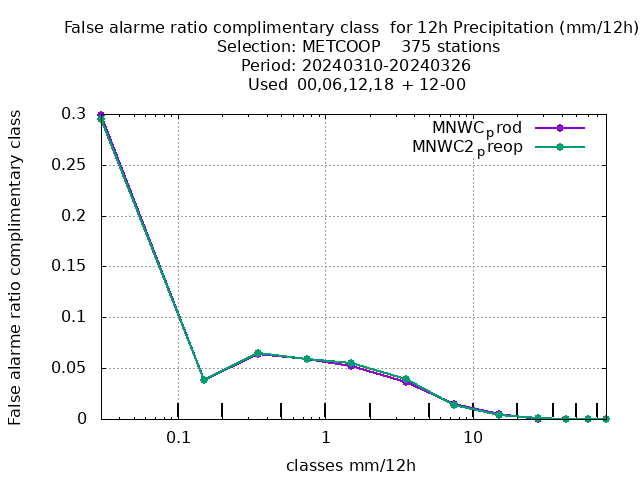 False alarme ratio complimentary class  for 12h Precipitation (mm/12h)
Selection: METCOOP    375 stations
Period: 20240310-20240326
Used  00,06,12,18 + 12-00
False alarme ratio complimentary class
0.3
0.25
0.2
0.15
0.1
0.05
0
MNWCprod
MNWC2preop
0.1
1
10
classes mm/12h